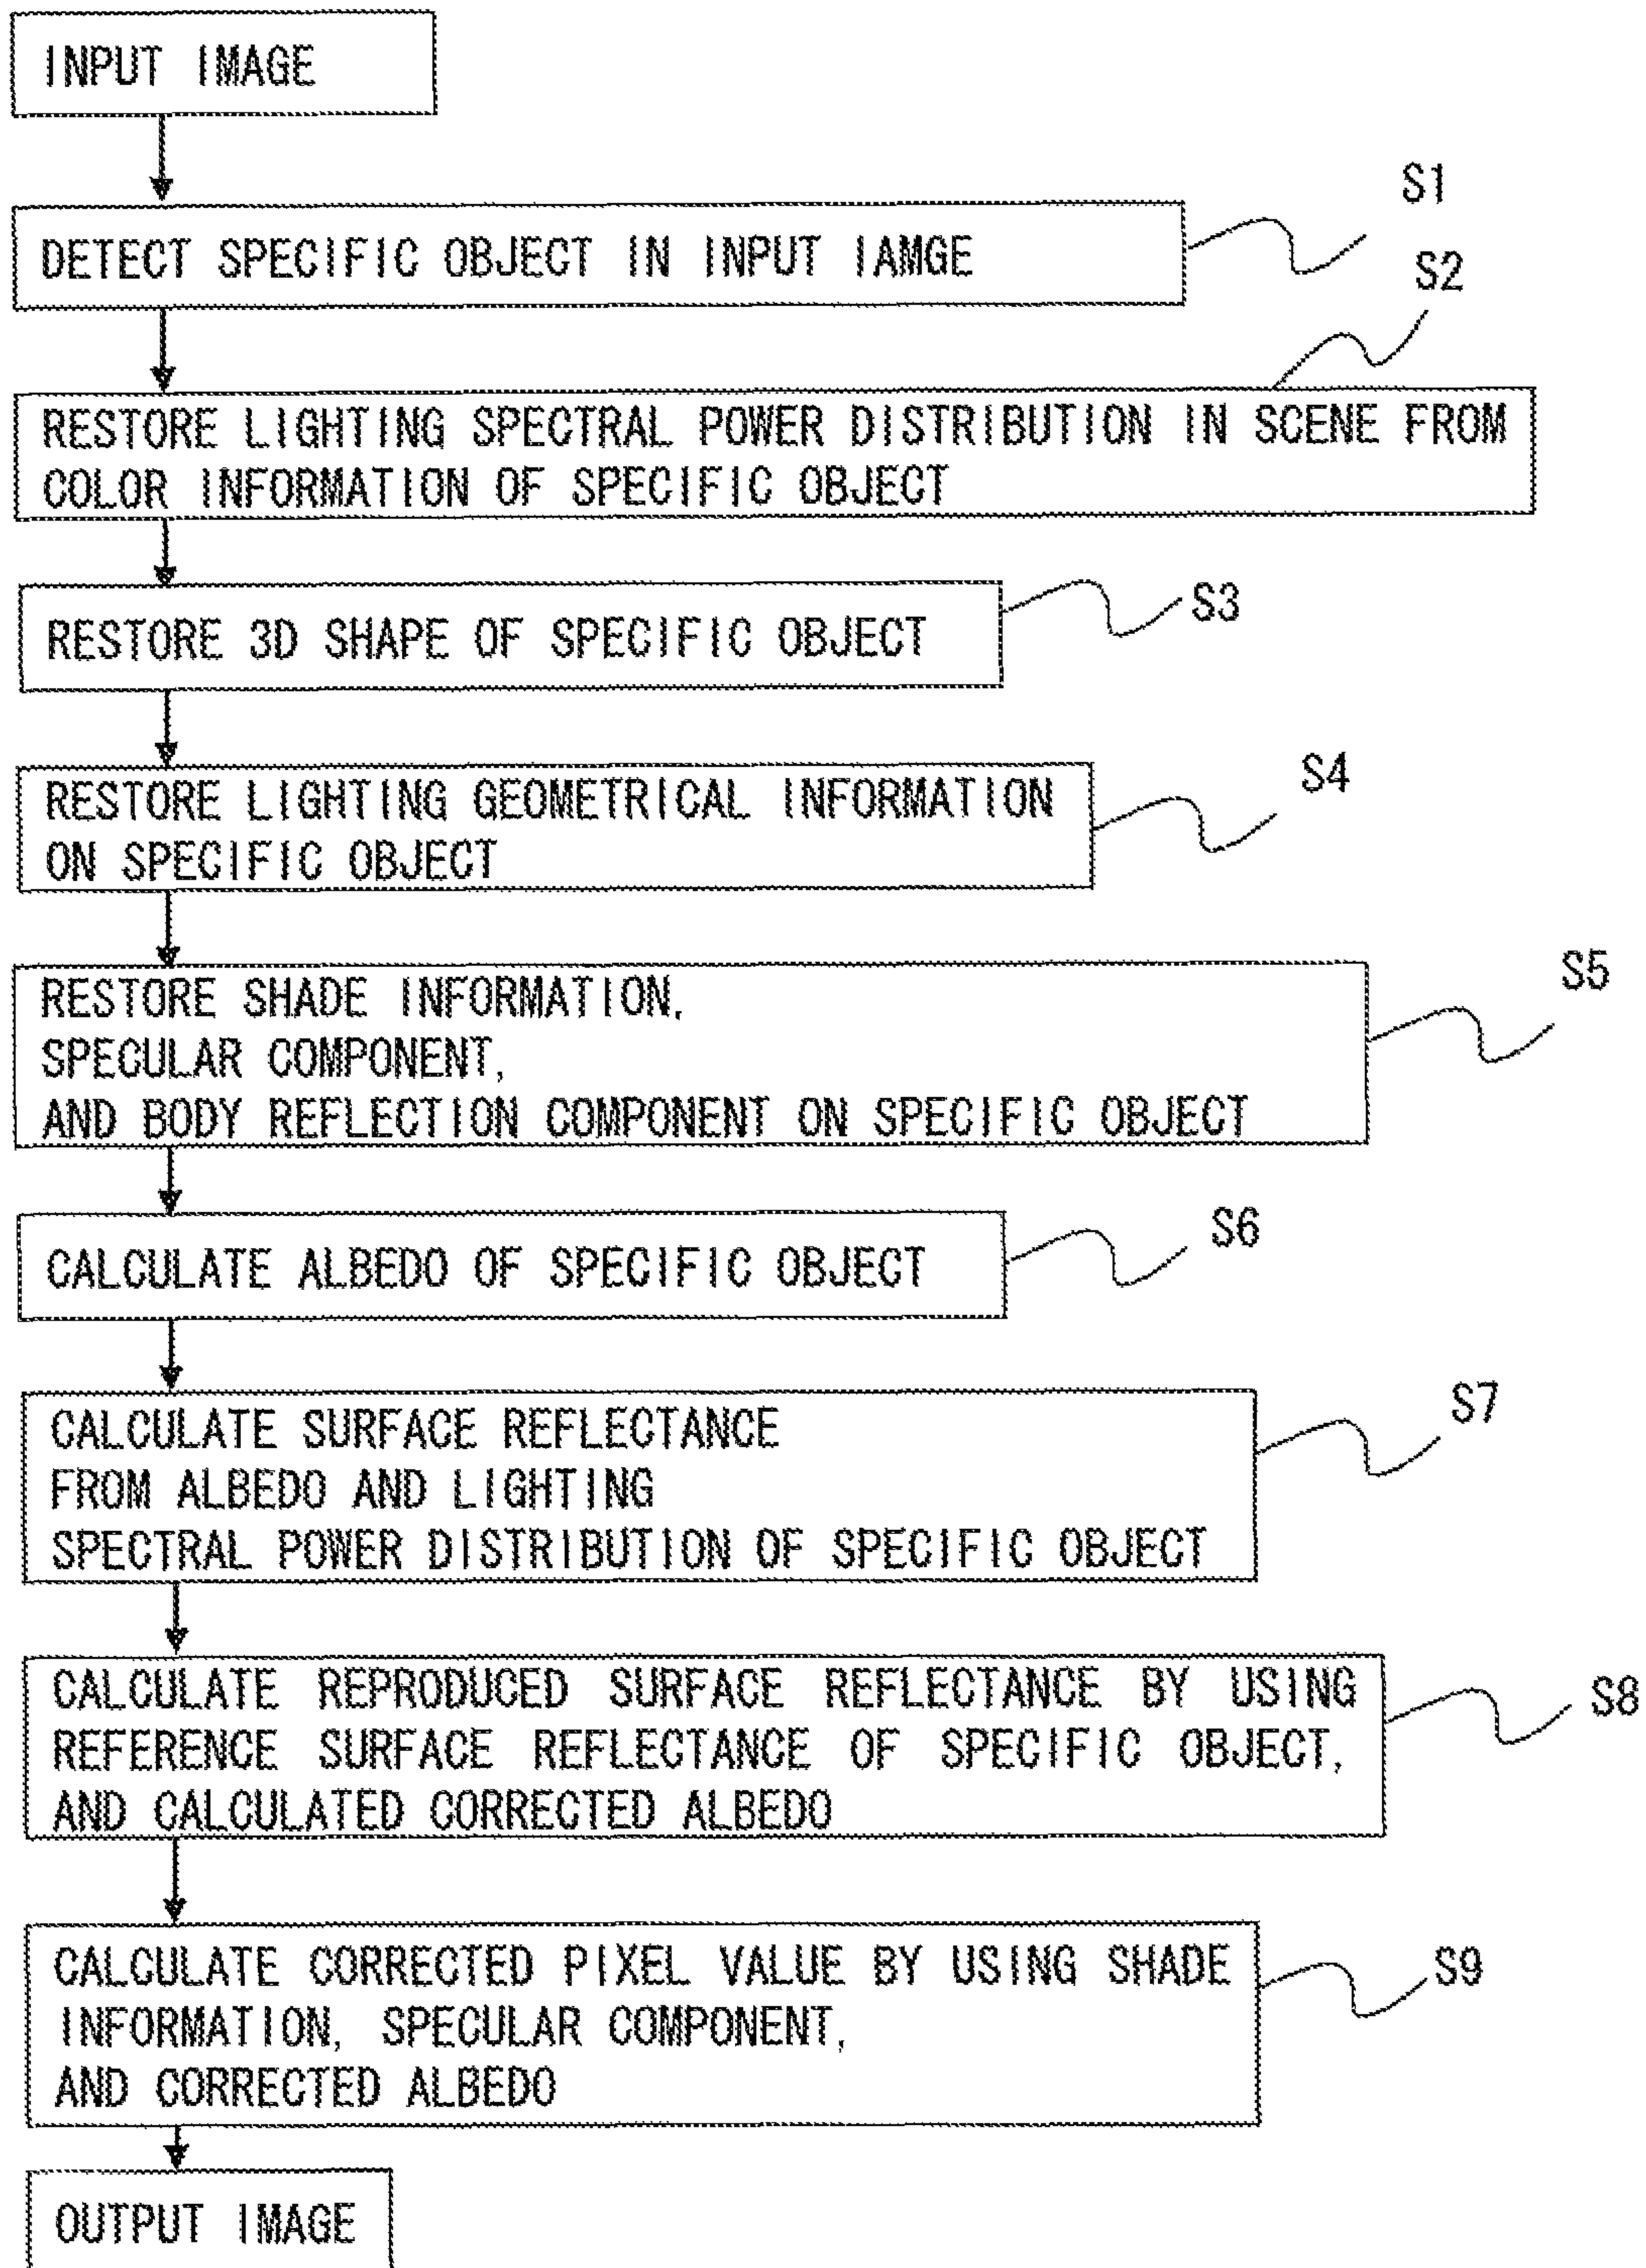 INPUT IMAGE
S1
DETECT SPECIFIC OBJECT IN INPUT IAMGE
S2
RESTORE LIGHTING SPECTRAL POWER DISTRIBUTION IN SCENE FROM
COLOR INFORMATION OF SPECIFIC OBJECT
S3
RESTORE 3D SHAPE OF SPECIFIC OBJECT
S4
RESTORE LIGHTING GEOMETRICAL INFORMATION
ON SPECIFIC OBJECT
S5
RESTORE SHADE INFORMATION,
SPECULAR COMPONENT,
AND BODY REFLECTION COMPONENT ON SPECIFIC OBJECT
S6
CALCULATE ALBEDO OF SPECIFIC OBJECT
S7
CALCULATE SURFACE REFLECTANCE
FROM ALBEDO AND LIGHTING
SPECTRAL POWER DISTRIBUTION OF SPECIFIC OBJECT
S8
CALCULATE REPRODUCED SURFACE REFLECTANCE BY USING
REFERENCE SURFACE REFLECTANCE OF SPECIFIC OBJECT,
AND CALCULATED CORRECTED ALBEDO
S9
CALCULATE CORRECTED PIXEL VALUE BY USING SHADE
INFORMATION, SPECULAR COMPONENT,
AND CORRECTED ALBEDO
OUTPUT IMAGE